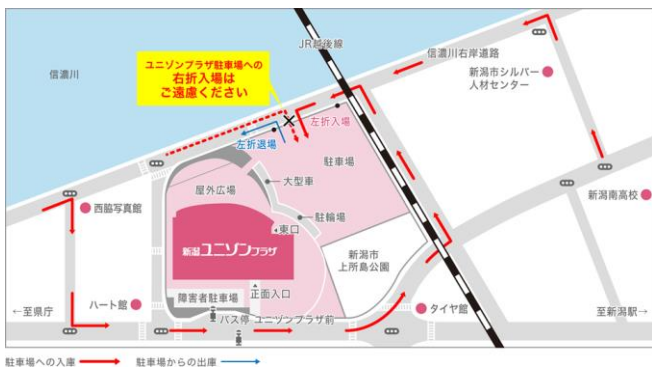 JR越後線
ユニゾンプラザ駐車場への
右折入場は
ご遠慮ください
信濃川
信濃川右岸道路
新潟市シルバー
人材センター
左折入場
左折退場
駐車場
大型車
屋外広場
駐輪場
西脇写真館
新潟南高校
東口
新潟ユニゾンプラザ
新潟市
上所島公園
正面入口
障害者駐車場
ハート館
←至県庁
タイヤ館
至新潟駅→
バス停 ユニゾンプラザ前
駐車場への入庫
駐車場からの出庫